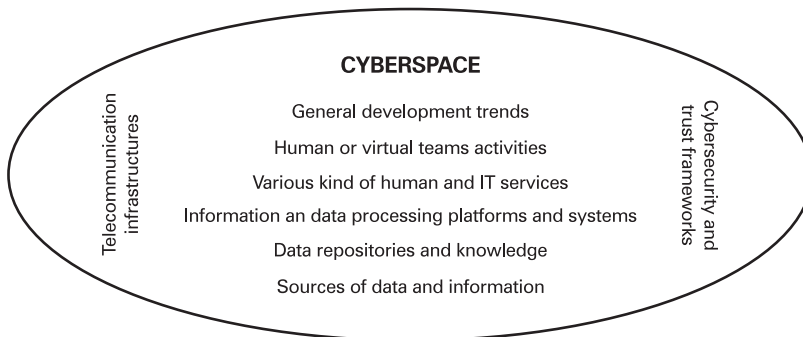 CYBERSPACE
Telecommunication
infrastructures
General development trends
Human or virtual teams activities
Various kind of human and IT services
Information an data processing platforms and systems
Data repositories and knowledge
Sources of data and information
Cybersecurity and
trust frameworks